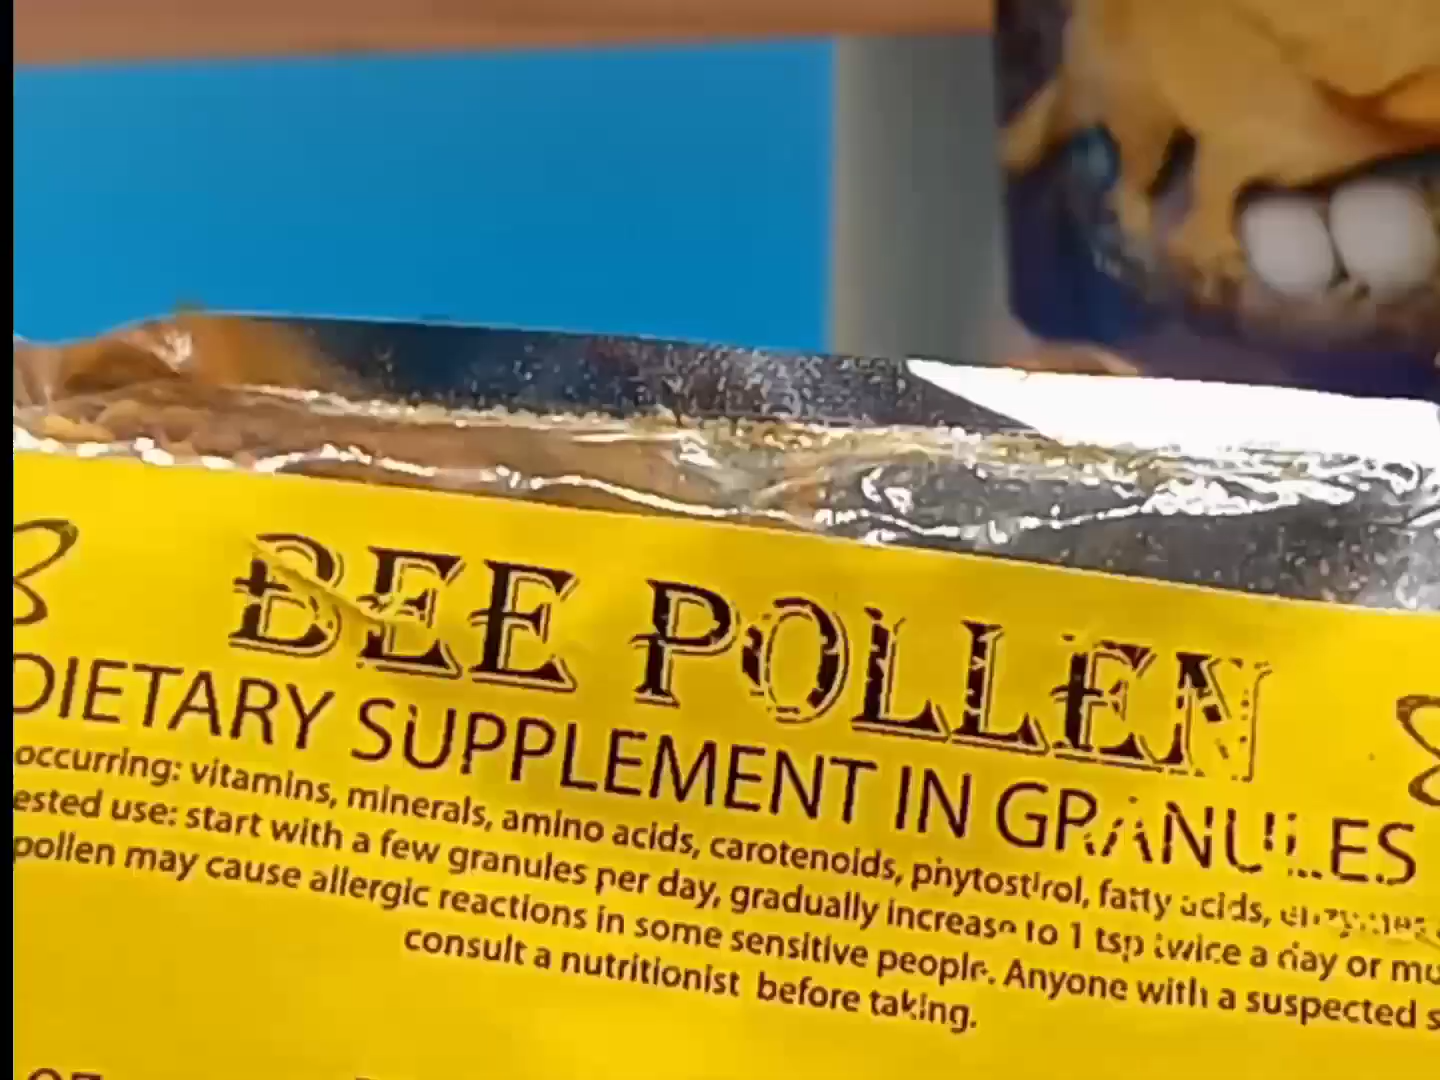 BEE POLLEN
DIETARY SUPPLEMENT IN GRANULES
occurring: vitamins, minerals, amino acids, carotenoids, phytostirol, fatty acids, enzymes
ested use: start with a few granules per day, gradually increase to 1 tsp twice a day or mu
pollen may cause allergic reactions in some sensitive people. Anyone with a suspected s
consult a nutritionist before taking.